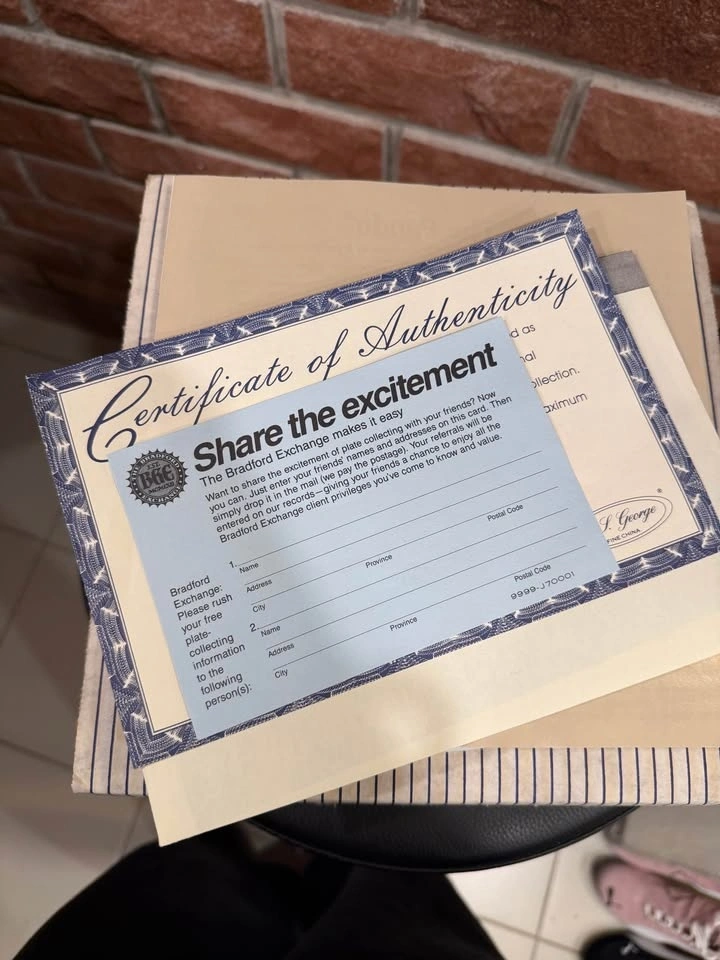 Certificate of Authenticity
d as
nal
ollection.
aximum
S. George
FINE CHINA
®
BGE
Share the excitement
The Bradford Exchange makes it easy
Want to share the excitement of plate collecting with your friends? Now
you can. Just enter your friends' names and addresses on this card. Then
simply drop it in the mail (we pay the postage). Your referrals will be
entered on our records—giving your friends a chance to enjoy all the
Bradford Exchange client privileges you've come to know and value.
Bradford
Exchange:
Please rush
your free
plate-
collecting
information
to the
following
person(s):
1.
Name
Address
Province
Postal Code
City
2.
Name
Address
Province
Postal Code
City
9999-J70001